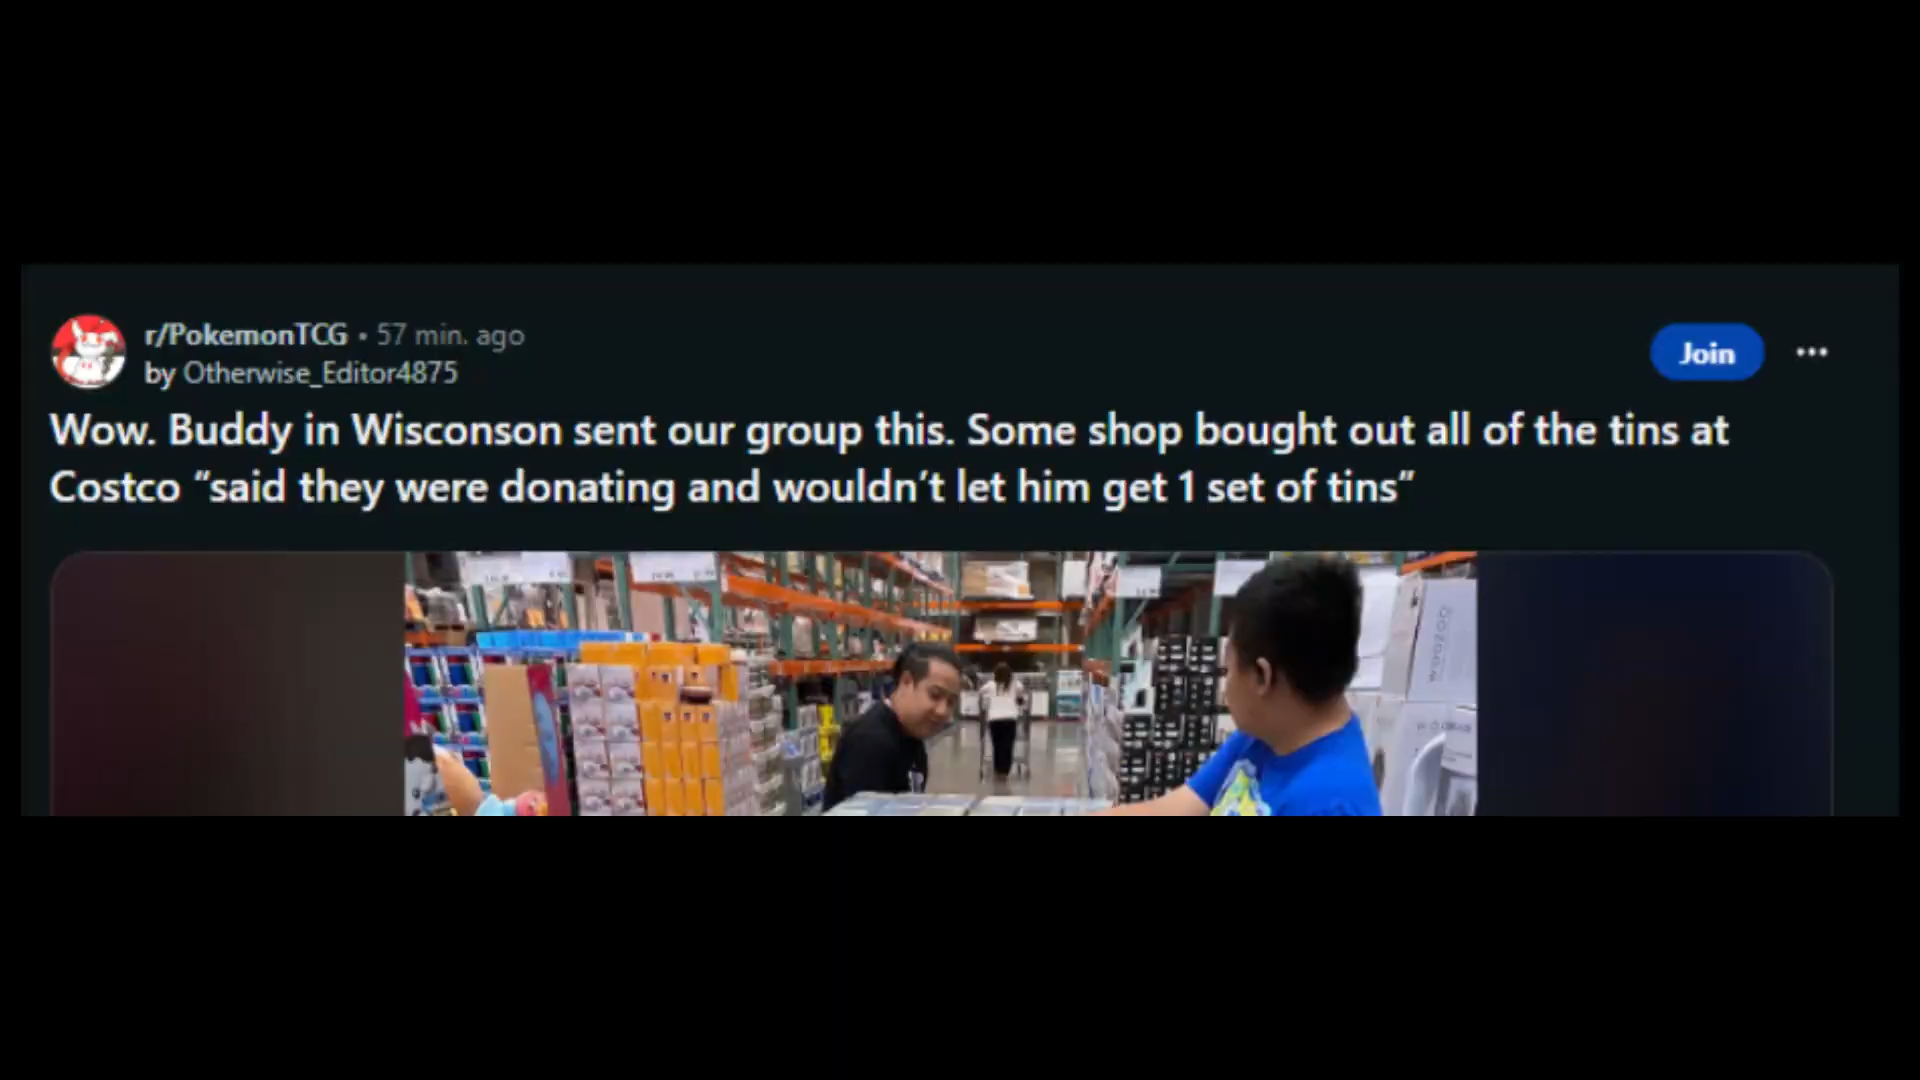 r/PokemonTCG • 57 min. ago
by Otherwise_Editor4875
Join
Wow. Buddy in Wisconson sent our group this. Some shop bought out all of the tins at
Costco “said they were donating and wouldn’t let him get 1 set of tins”
woozoo